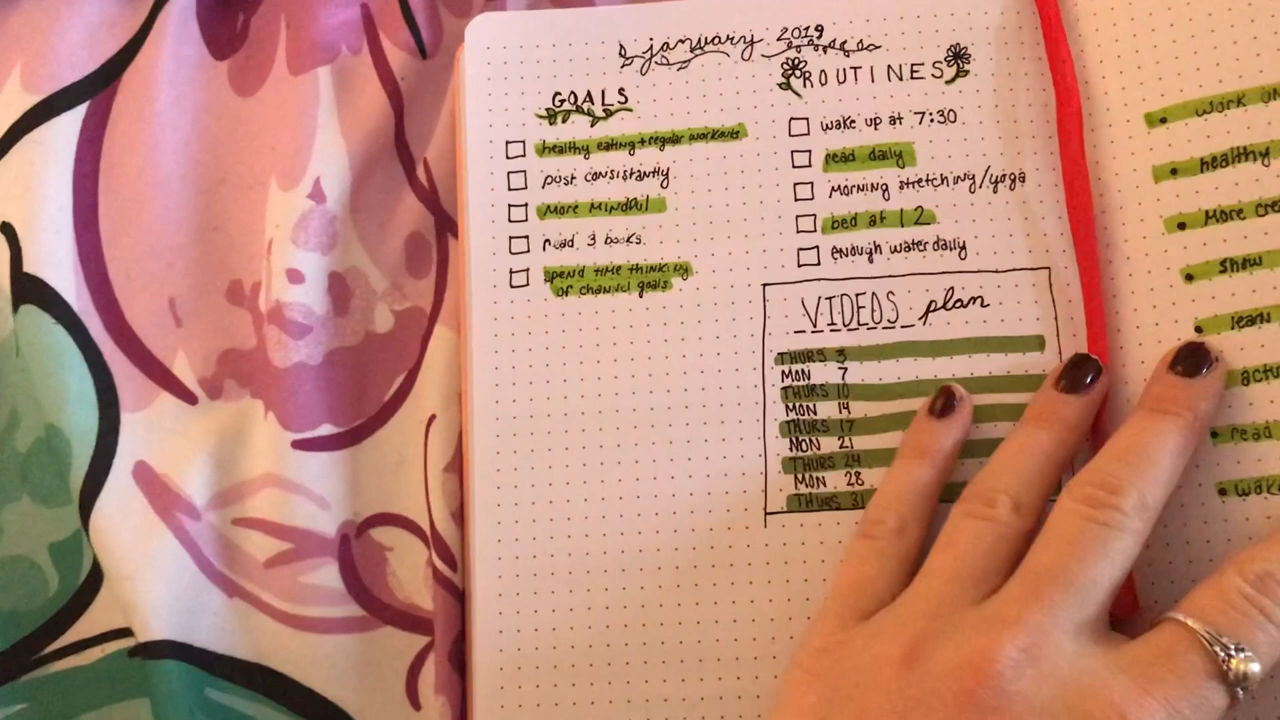 january 2019
GOALS
healthy eating + regular workouts
post consistantly
More Mindful
read 3 books
spend time thinking
of channel goals
ROUTINES
wake up at 7:30
read daily
Morning stretching/yoga
bed at 12
enough water daily
VIDEOS plan
THURS 3
MON 7
THURS 10
MON 14
THURS 17
MON 21
THURS 24
MON 28
THURS 31
work on
healthy
More
show
learn
read